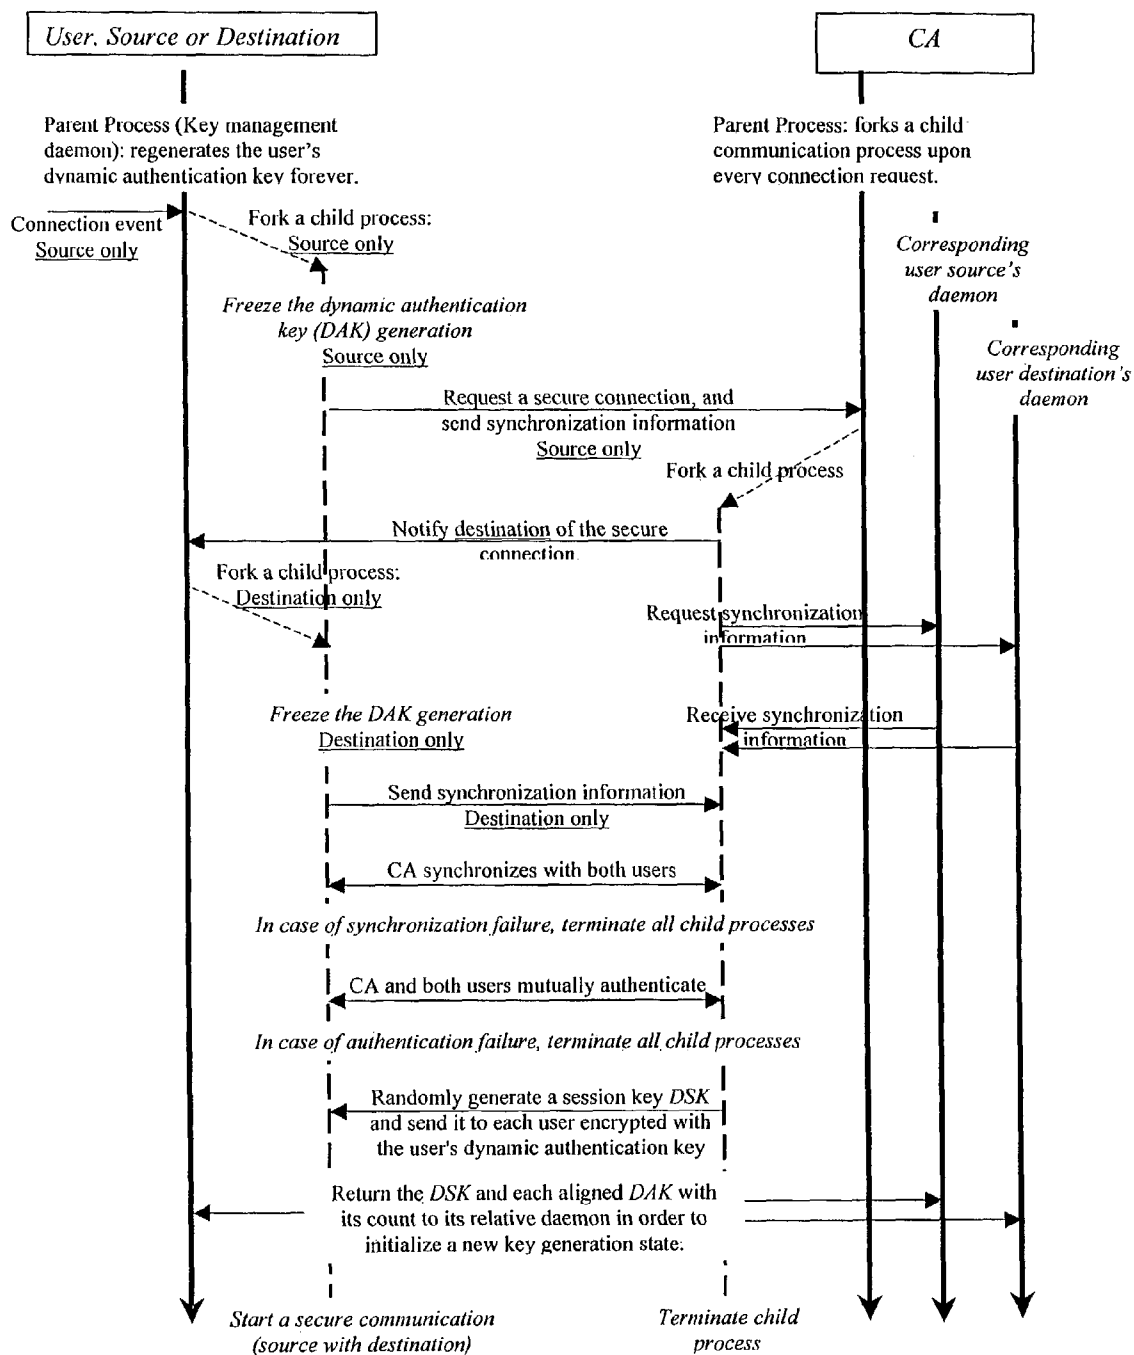 User, Source or Destination
CA
Parent Process (Key management
daemon): regenerates the user's
dynamic authentication key forever.
Parent Process: forks a child
communication process upon
every connection request.
Connection event
Source only
Fork a child process:
Source only
Corresponding
user source's
daemon
Freeze the dynamic authentication
key (DAK) generation
Source only
Corresponding
user destination's
daemon
Request a secure connection, and
send synchronization information
Source only
Fork a child process
Notify destination of the secure
connection.
Fork a child process:
Destination only
Request synchronization
information
Freeze the DAK generation
Destination only
Receive synchronization
information
Send synchronization information
Destination only
CA synchronizes with both users
In case of synchronization failure, terminate all child processes
CA and both users mutually authenticate
In case of authentication failure, terminate all child processes
Randomly generate a session key DSK
and send it to each user encrypted with
the user's dynamic authentication key
Return the DSK and each aligned DAK with
its count to its relative daemon in order to
initialize a new key generation state.
Start a secure communication
(source with destination)
Terminate child
process